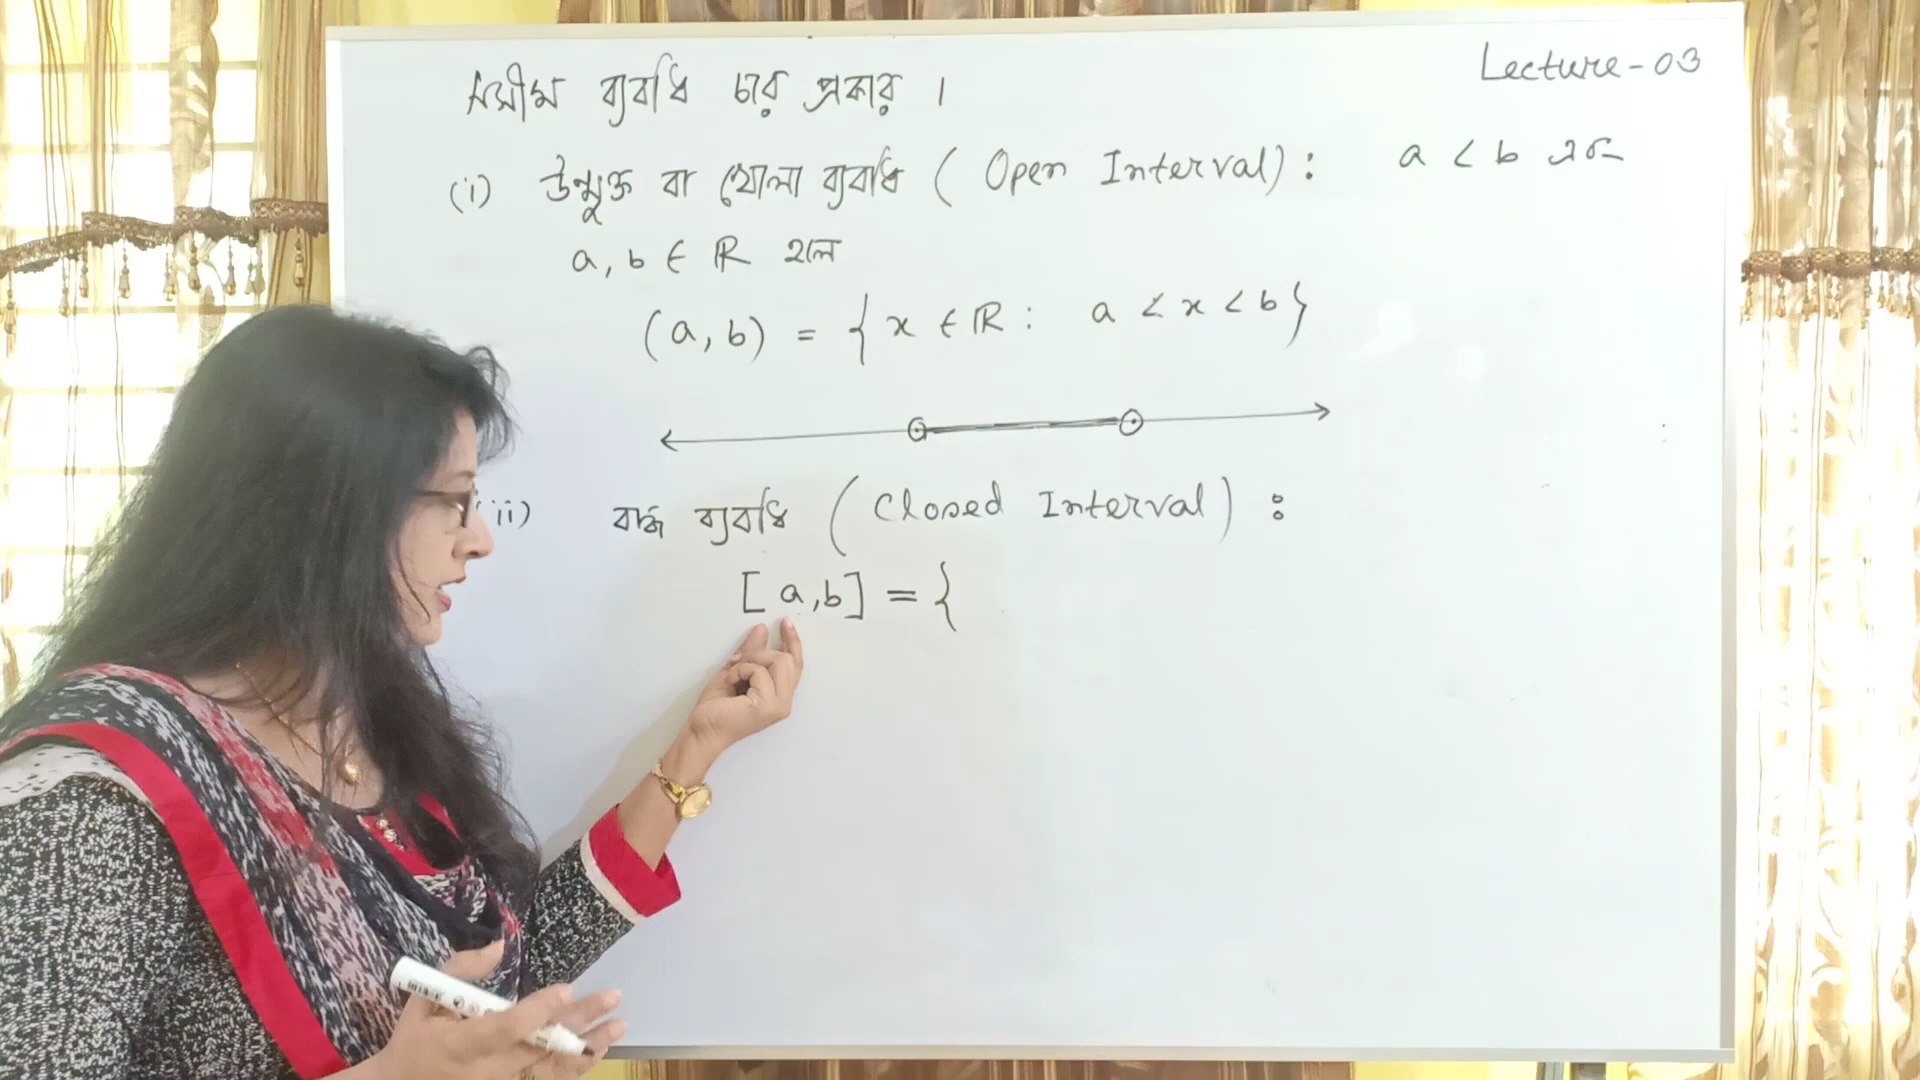 Lecture-03
সসীম ব্যবধি চার প্রকার ।
(i) উন্মুক্ত বা খোলা ব্যবধি ( Open Interval) : a < b এবং
a, b ∈ ℝ হলে
(a, b) = { x ∈ ℝ : a < x < b }
ii) বদ্ধ ব্যবধি ( Closed Interval ) :
[ a,b] = {